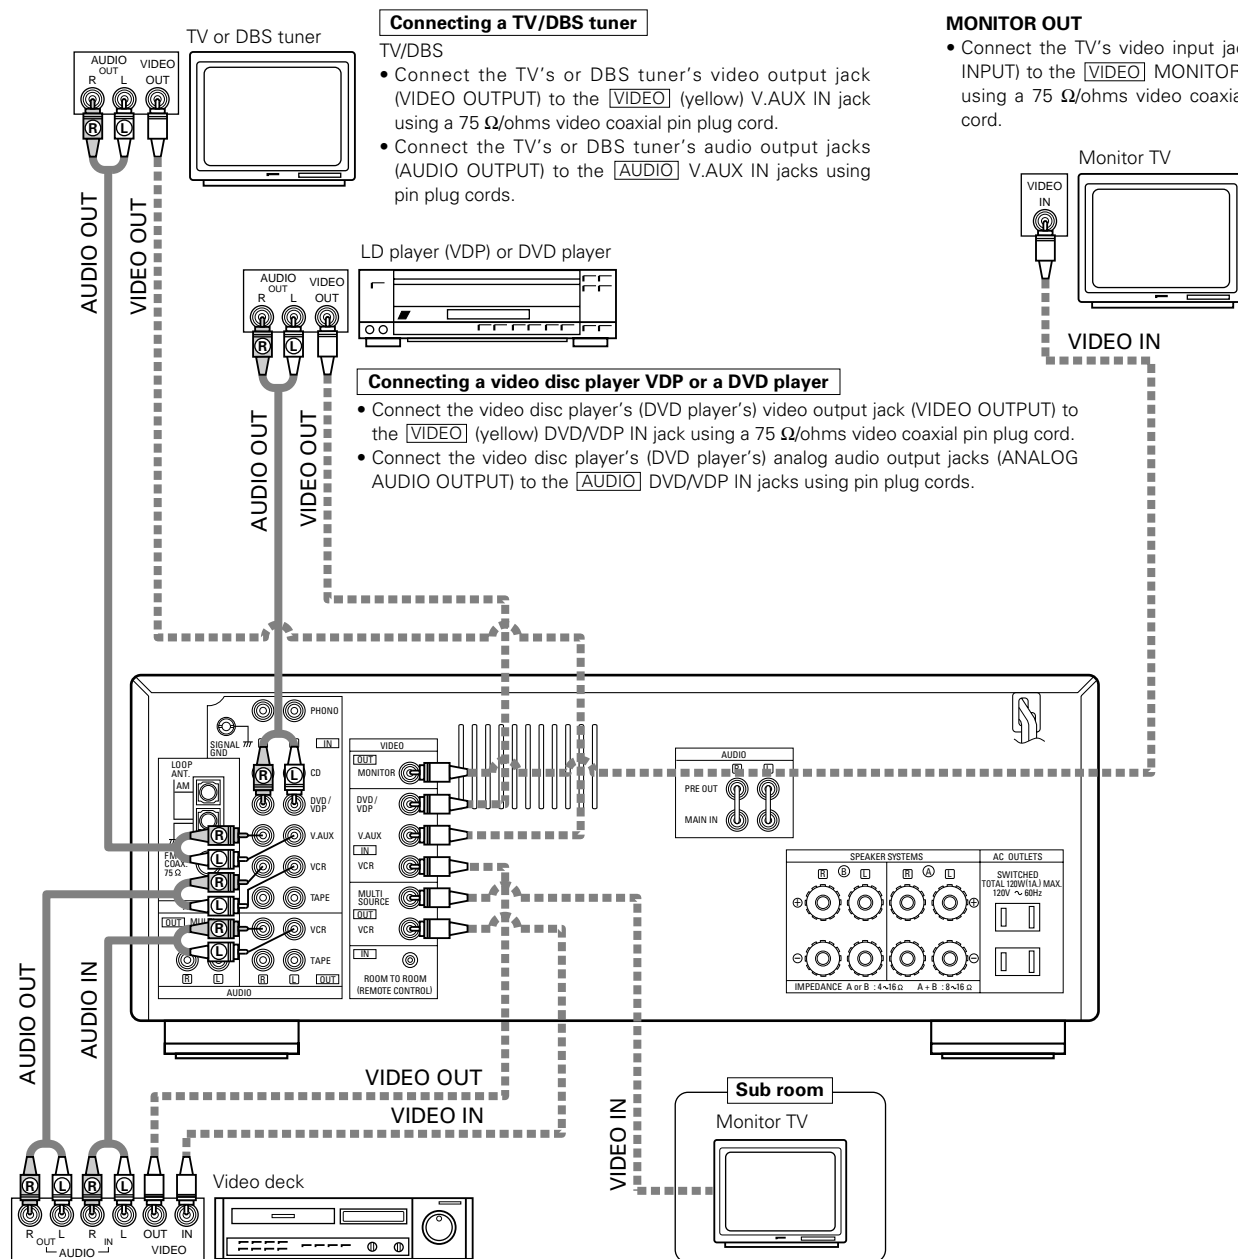 TV or DBS tuner
AUDIO
OUT
R L
VIDEO
OUT
R L
AUDIO OUT
VIDEO OUT
Connecting a TV/DBS tuner
TV/DBS
• Connect the TV's or DBS tuner's video output jack
(VIDEO OUTPUT) to the VIDEO (yellow) V.AUX IN jack
using a 75 Ω/ohms video coaxial pin plug cord.
• Connect the TV's or DBS tuner's audio output jacks
(AUDIO OUTPUT) to the AUDIO V.AUX IN jacks using
pin plug cords.
MONITOR OUT
• Connect the TV's video input
INPUT) to the VIDEO MONITOR
using a 75 Ω/ohms video
cord.
Monitor TV
VIDEO
IN
VIDEO IN
LD player (VDP) or DVD player
AUDIO
OUT
R L
VIDEO
OUT
R L
AUDIO OUT
VIDEO OUT
Connecting a video disc player VDP or a DVD player
• Connect the video disc player's (DVD player's) video output jack (VIDEO OUTPUT) to
the VIDEO (yellow) DVD/VDP IN jack using a 75 Ω/ohms video coaxial pin plug cord.
• Connect the video disc player's (DVD player's) analog audio output jacks (ANALOG
AUDIO OUTPUT) to the AUDIO DVD/VDP IN jacks using pin plug cords.
PHONO
SIGNAL
GND
IN
LOOP
ANT.
AM
R L
CD
DVD/
VDP
R
V.AUX
L
FM
COAX.
75 Ω
R
VCR
L
TAPE
OUT
R
VCR
L
TAPE
R L R L OUT
AUDIO
VIDEO
OUT
MONITOR
DVD/
VDP
V.AUX
IN
VCR
MULTI
SOURCE
OUT
VCR
IN
ROOM TO ROOM
(REMOTE CONTROL)
AUDIO
R L
PRE OUT
MAIN IN
SPEAKER SYSTEMS
R B L R A L
IMPEDANCE A or B : 4~16 Ω A + B : 8~16 Ω
AC OUTLETS
SWITCHED
TOTAL 120W(1A.) MAX.
120V ~ 60Hz
AUDIO OUT
AUDIO IN
VIDEO OUT
VIDEO IN
VIDEO IN
Sub room
Monitor TV
Video deck
R L R L
R OUT L R IN L OUT IN
AUDIO VIDEO